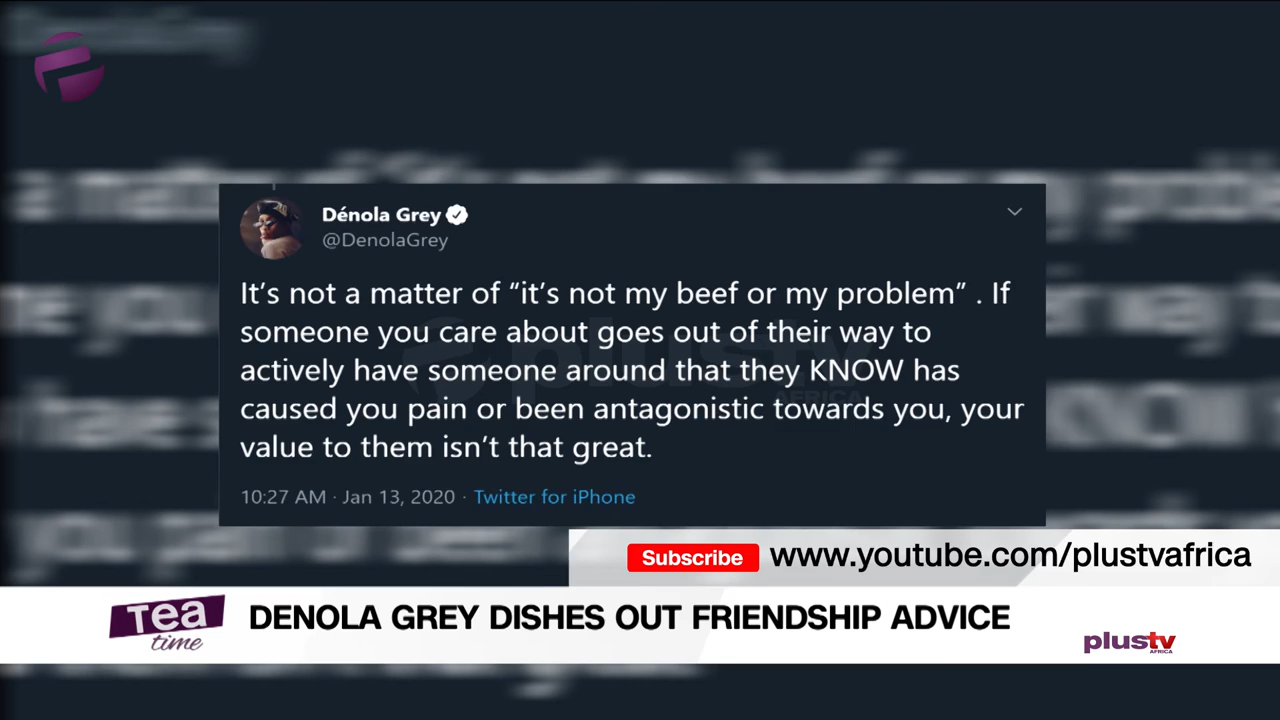 Dénola Grey
@DenolaGrey
It's not a matter of “it's not my beef or my problem” . If
someone you care about goes out of their way to
actively have someone around that they KNOW has
caused you pain or been antagonistic towards you, your
value to them isn't that great.
10:27 AM · Jan 13, 2020 · Twitter for iPhone
plustv
AFRICA
Subscribe www.youtube.com/plustvafrica
Tea
time
DENOLA GREY DISHES OUT FRIENDSHIP ADVICE
plustv
AFRICA